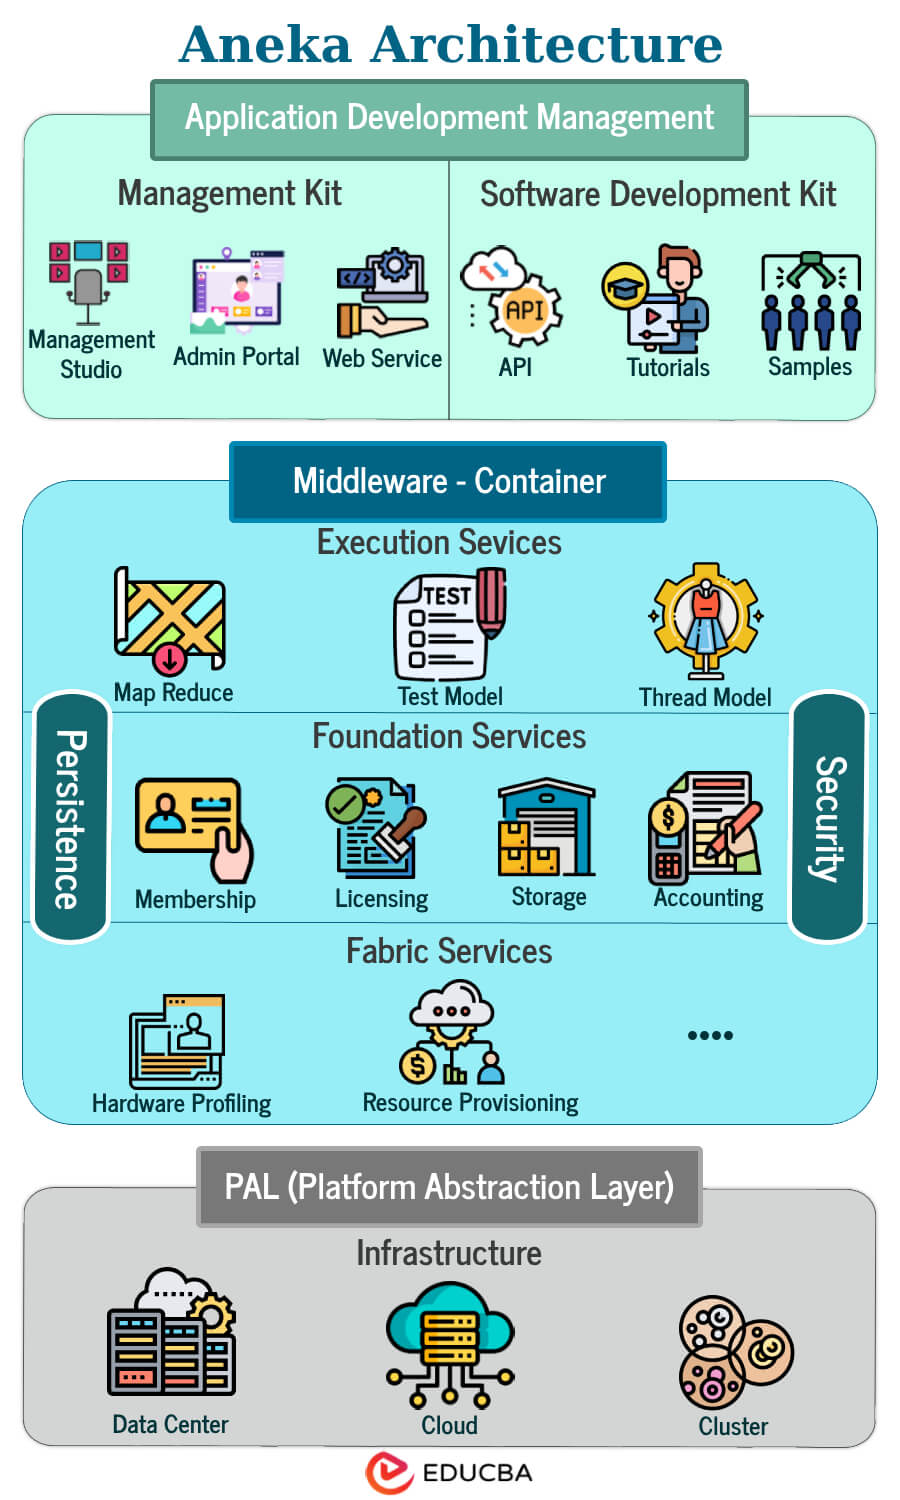 Aneka Architecture
Application Development Management
Management Kit
Management
Studio
Admin Portal
Web Service
Software Development Kit
API
API
Tutorials
Samples
Middleware - Container
Execution Sevices
Map Reduce
TEST
Test Model
Thread Model
Persistence
Security
Foundation Services
Membership
Licensing
Storage
Accounting
Fabric Services
Hardware Profiling
Resource Provisioning
PAL (Platform Abstraction Layer)
Infrastructure
Data Center
Cloud
Cluster
EDUCBA